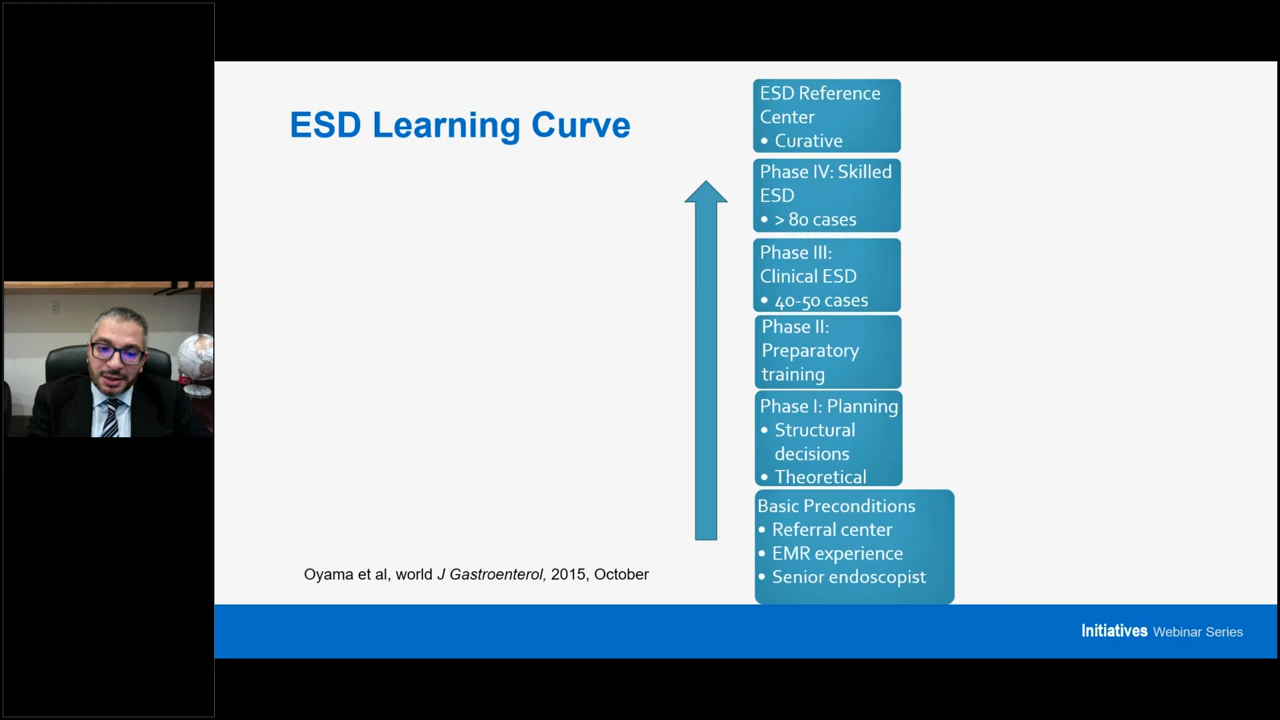 ESD Learning Curve
ESD Reference
Center
• Curative
Phase IV: Skilled
ESD
• > 80 cases
Phase III:
Clinical ESD
• 40-50 cases
Phase II:
Preparatory
training
Phase I: Planning
• Structural
decisions
• Theoretical
Basic Preconditions
• Referral center
• EMR experience
• Senior endoscopist
Oyama et al, world J Gastroenterol, 2015, October
Initiatives Webinar Series